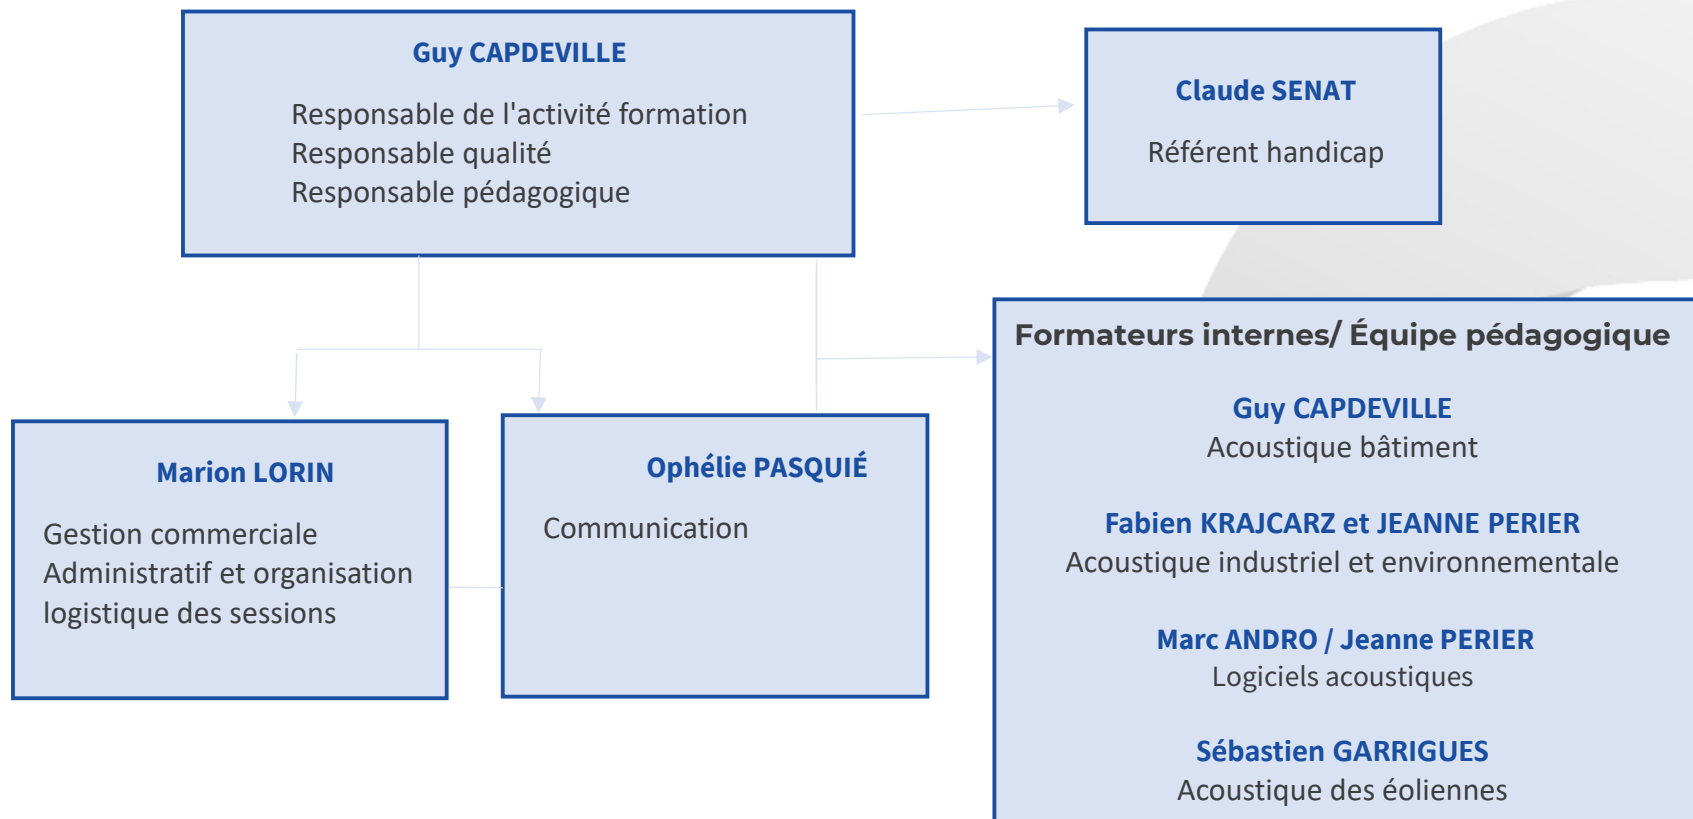 Guy CAPDEVILLE
Responsable de l'activité formation
Responsable qualité
Responsable pédagogique
Claude SENAT
Référent handicap
Marion LORIN
Gestion commerciale
Administratif et organisation
logistique des sessions
Ophélie PASQUIÉ
Communication
Formateurs internes/ Équipe pédagogique
Guy CAPDEVILLE
Acoustique bâtiment
Fabien KRAJCARZ et JEANNE PERIER
Acoustique industriel et environnementale
Marc ANDRO / Jeanne PERIER
Logiciels acoustiques
Sébastien GARRIGUES
Acoustique des éoliennes